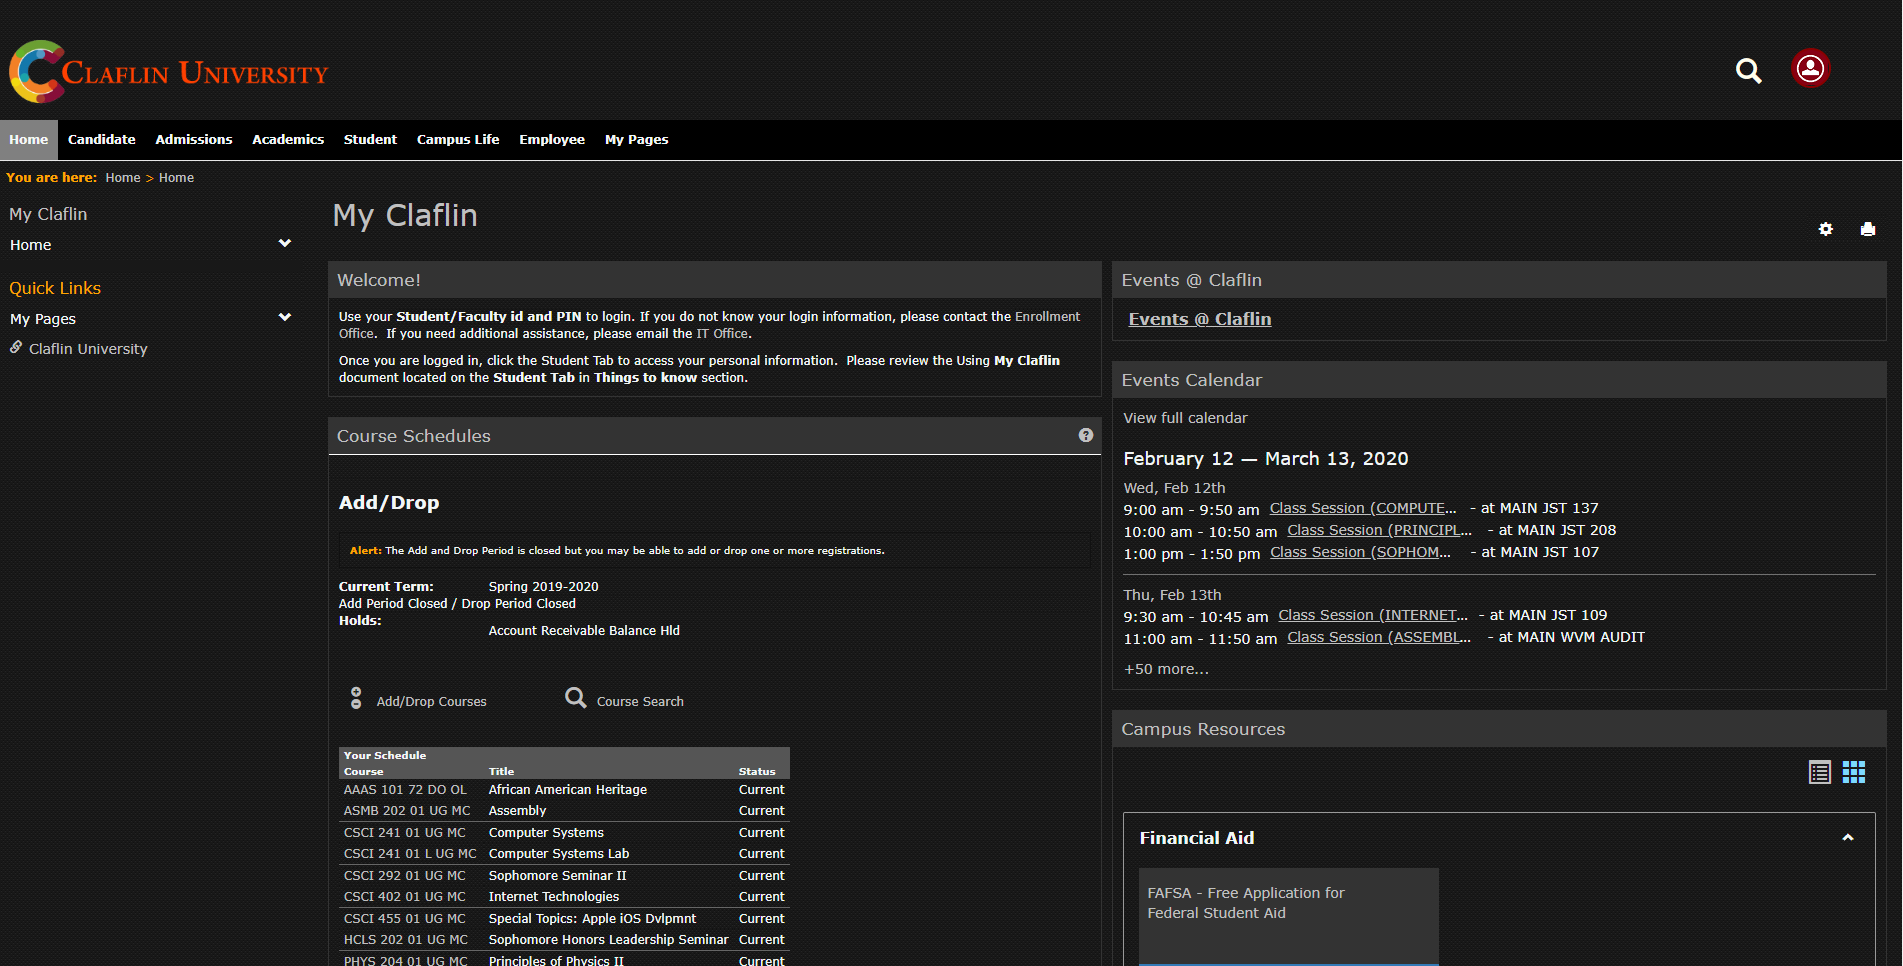 CLAFLIN UNIVERSITY
Home Candidate Admissions Academics Student Campus Life Employee My Pages
You are here: Home > Home
My Claflin
Home
Quick Links
My Pages
Claflin University
My Claflin
Welcome!
Use your Student/Faculty id and PIN to login. If you do not know your login information, please contact the Enrollment
Office.  If you need additional assistance, please email the IT Office.
Once you are logged in, click the Student Tab to access your personal information.  Please review the Using My Claflin
document located on the Student Tab in Things to know section.
Course Schedules
Add/Drop
Alert: The Add and Drop Period is closed but you may be able to add or drop one or more registrations.
Current Term: Spring 2019-2020
Add Period Closed / Drop Period Closed
Holds:
Account Receivable Balance Hld
Add/Drop Courses Course Search
Your Schedule
Course Title Status
AAAS 101 72 DO OL African American Heritage Current
ASMB 202 01 UG MC Assembly Current
CSCI 241 01 UG MC Computer Systems Current
CSCI 241 01 L UG MC Computer Systems Lab Current
CSCI 292 01 UG MC Sophomore Seminar II Current
CSCI 402 01 UG MC Internet Technologies Current
CSCI 455 01 UG MC Special Topics: Apple iOS Dvlpmnt Current
HCLS 202 01 UG MC Sophomore Honors Leadership Seminar Current
PHYS 204 01 UG MC Principles of Physics II Current
Events @ Claflin
Events @ Claflin
Events Calendar
View full calendar
February 12 — March 13, 2020
Wed, Feb 12th
9:00 am - 9:50 am Class Session (COMPUTE... - at MAIN JST 137
10:00 am - 10:50 am Class Session (PRINCIPL... - at MAIN JST 208
1:00 pm - 1:50 pm Class Session (SOPHOM... - at MAIN JST 107
Thu, Feb 13th
9:30 am - 10:45 am Class Session (INTERNET... - at MAIN JST 109
11:00 am - 11:50 am Class Session (ASSEMBL... - at MAIN WVM AUDIT
+50 more...
Campus Resources
Financial Aid
FAFSA - Free Application for
Federal Student Aid